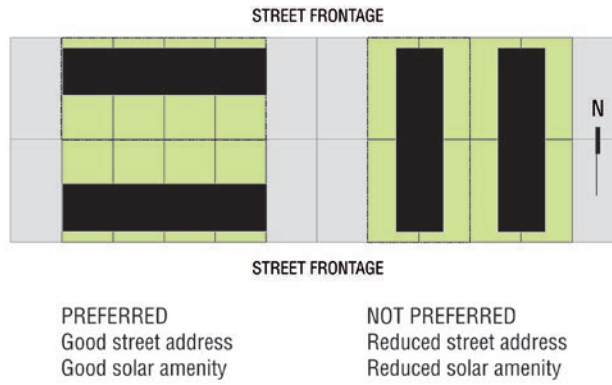 STREET FRONTAGE
N
STREET FRONTAGE
PREFERRED
Good street address
Good solar amenity
NOT PREFERRED
Reduced street address
Reduced solar amenity